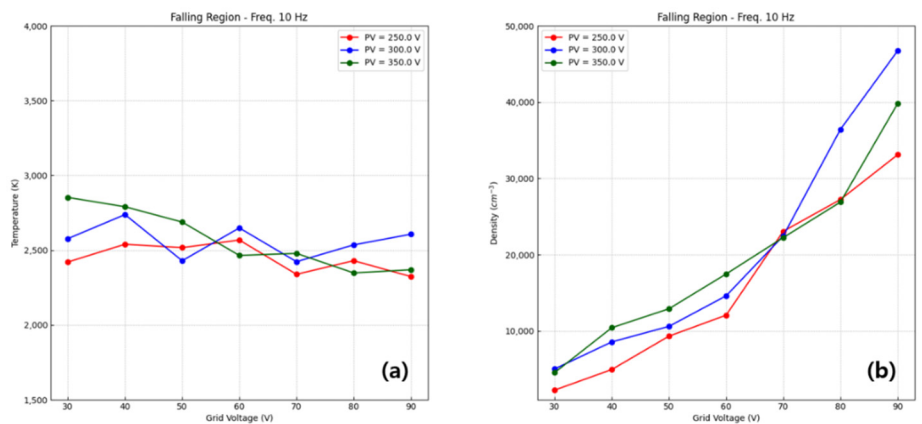 Falling Region - Freq. 10 Hz
4,000
3,500
3,000
2,500
2,000
1,500
Temperature (K)
PV = 250.0 V
PV = 300.0 V
PV = 350.0 V
(a)
30 40 50 60 70 80 90
Grid Voltage (V)
Falling Region - Freq. 10 Hz
50,000
40,000
30,000
20,000
10,000
Density (cm⁻³)
PV = 250.0 V
PV = 300.0 V
PV = 350.0 V
(b)
30 40 50 60 70 80 90
Grid Voltage (V)